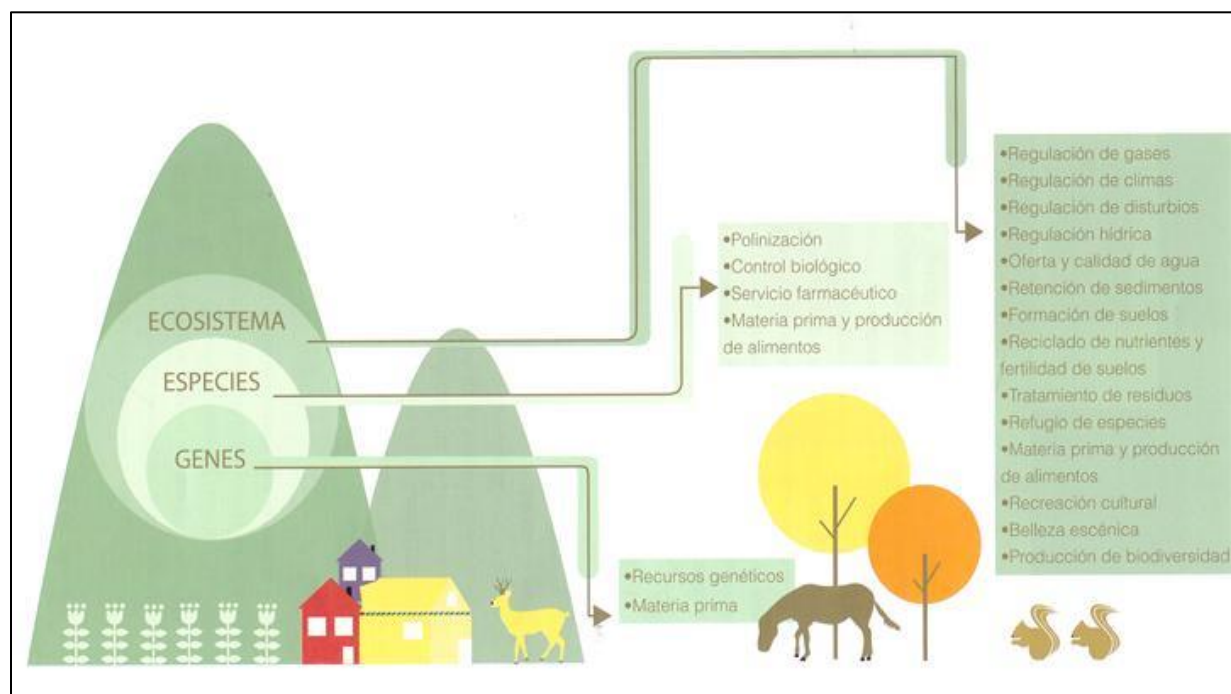 ECOSISTEMA
ESPECIES
GENES
•Polinización
•Control biológico
•Servicio farmacéutico
•Materia prima y producción
de alimentos
•Recursos genéticos
•Materia prima
•Regulación de gases
•Regulación de climas
•Regulación de disturbios
•Regulación hídrica
•Oferta y calidad de agua
•Retención de sedimentos
•Formación de suelos
•Reciclado de nutrientes y
fertilidad de suelos
•Tratamiento de residuos
•Refugio de especies
•Materia prima y producción
de alimentos
•Recreación cultural
•Belleza escénica
•Producción de biodiversidad